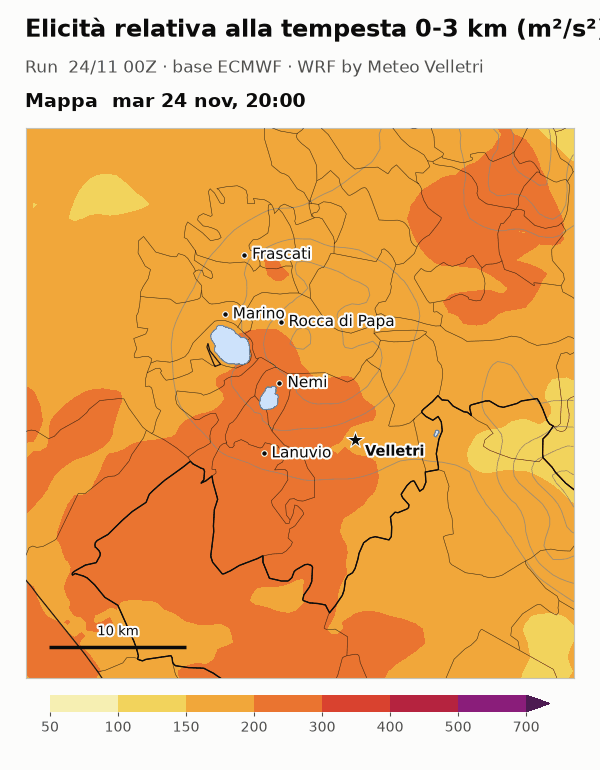 Elicità relativa alla tempesta 0-3 km (m²/s²)
Run  24/11 00Z · base ECMWF · WRF by Meteo Velletri
Mappa  mar 24 nov, 20:00
Frascati
Marino
Rocca di Papa
Nemi
Velletri
Lanuvio
10 km
50 100 150 200 300 400 500 700